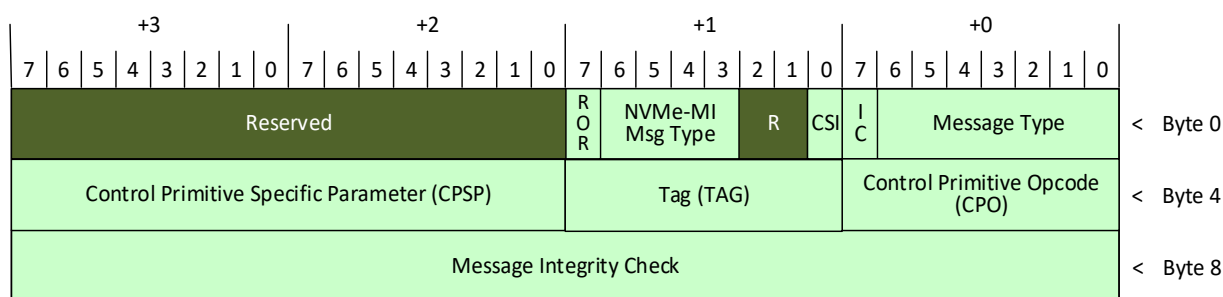 +3 +2 +1 +0
7 6 5 4 3 2 1 0 7 6 5 4 3 2 1 0 7 6 5 4 3 2 1 0 7 6 5 4 3 2 1 0
Reserved
R
O
R
NVMe-MI
Msg Type
R
CSI
I
C
Message Type
< Byte 0
Control Primitive Specific Parameter (CPSP)
Tag (TAG)
Control Primitive Opcode
(CPO)
< Byte 4
Message Integrity Check
< Byte 8